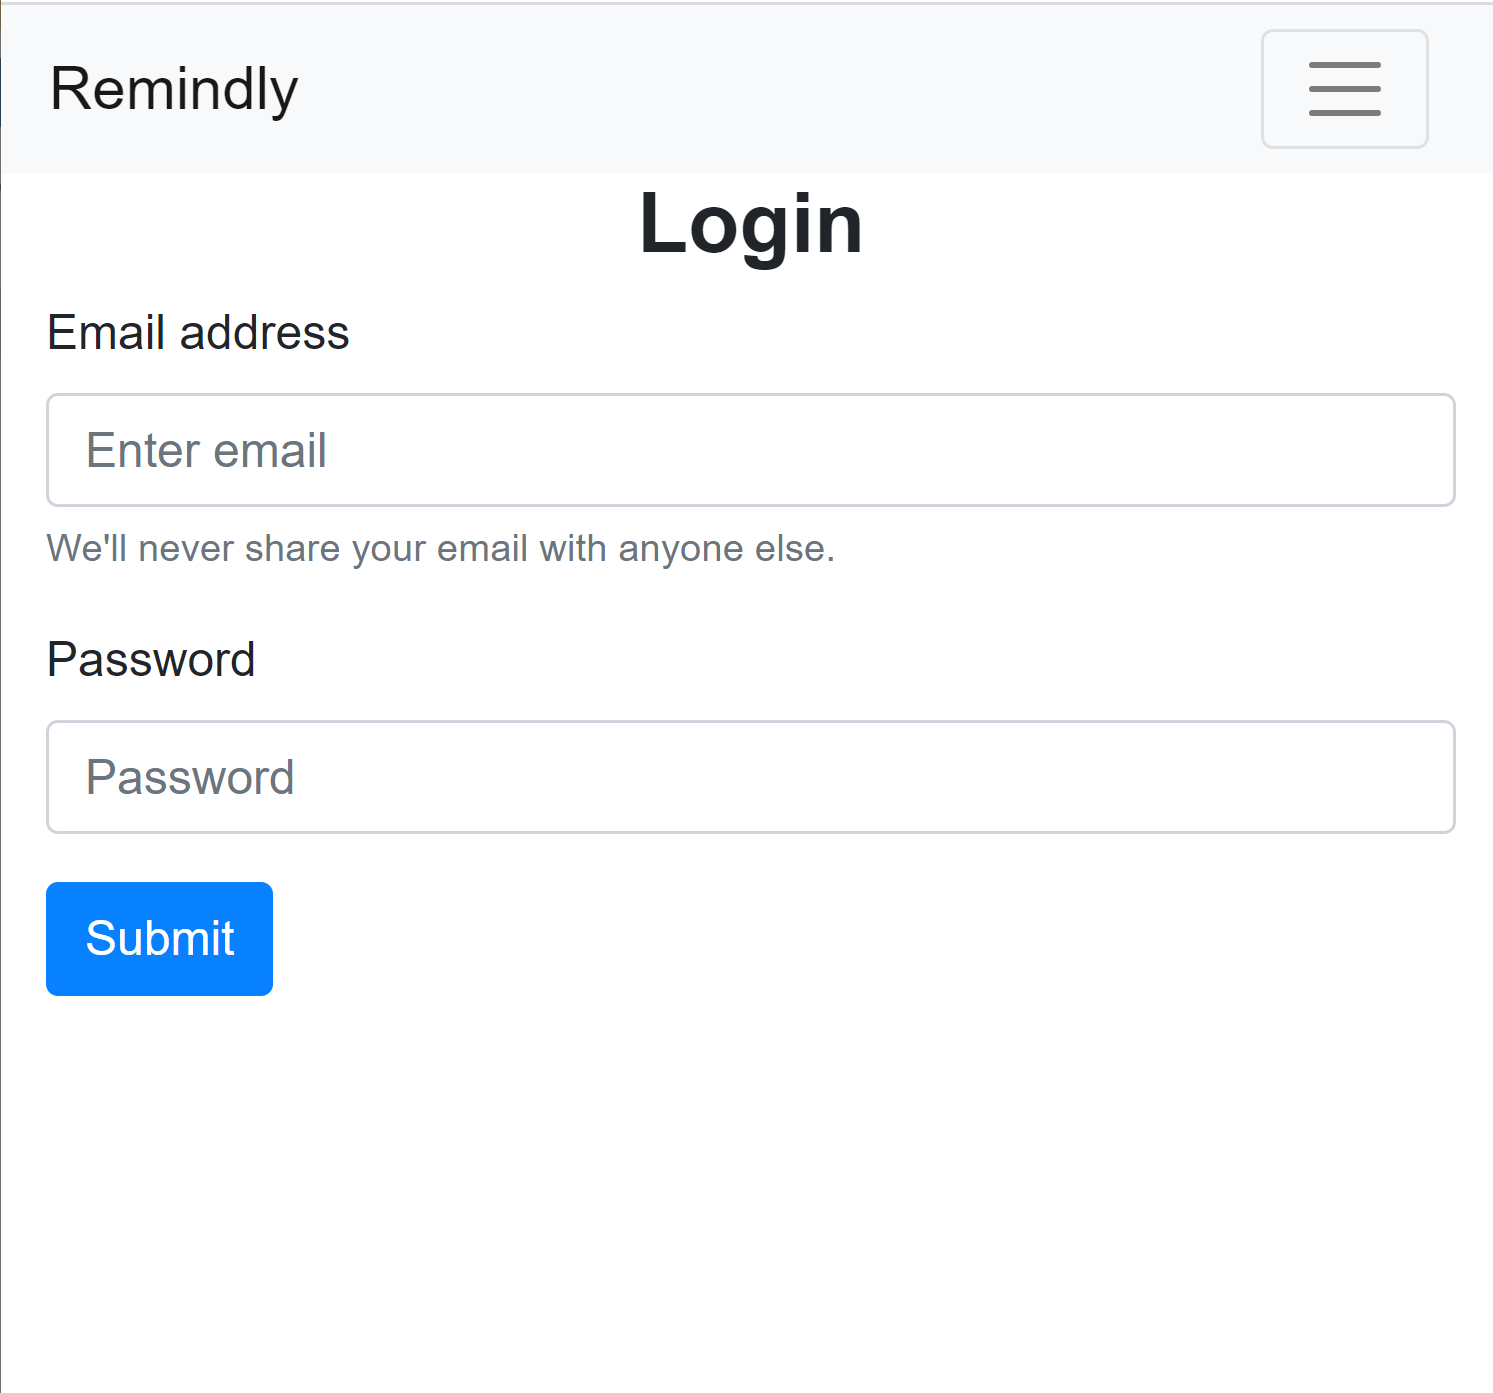 Remindly
Login
Email address
Enter email
We'll never share your email with anyone else.
Password
Password
Submit